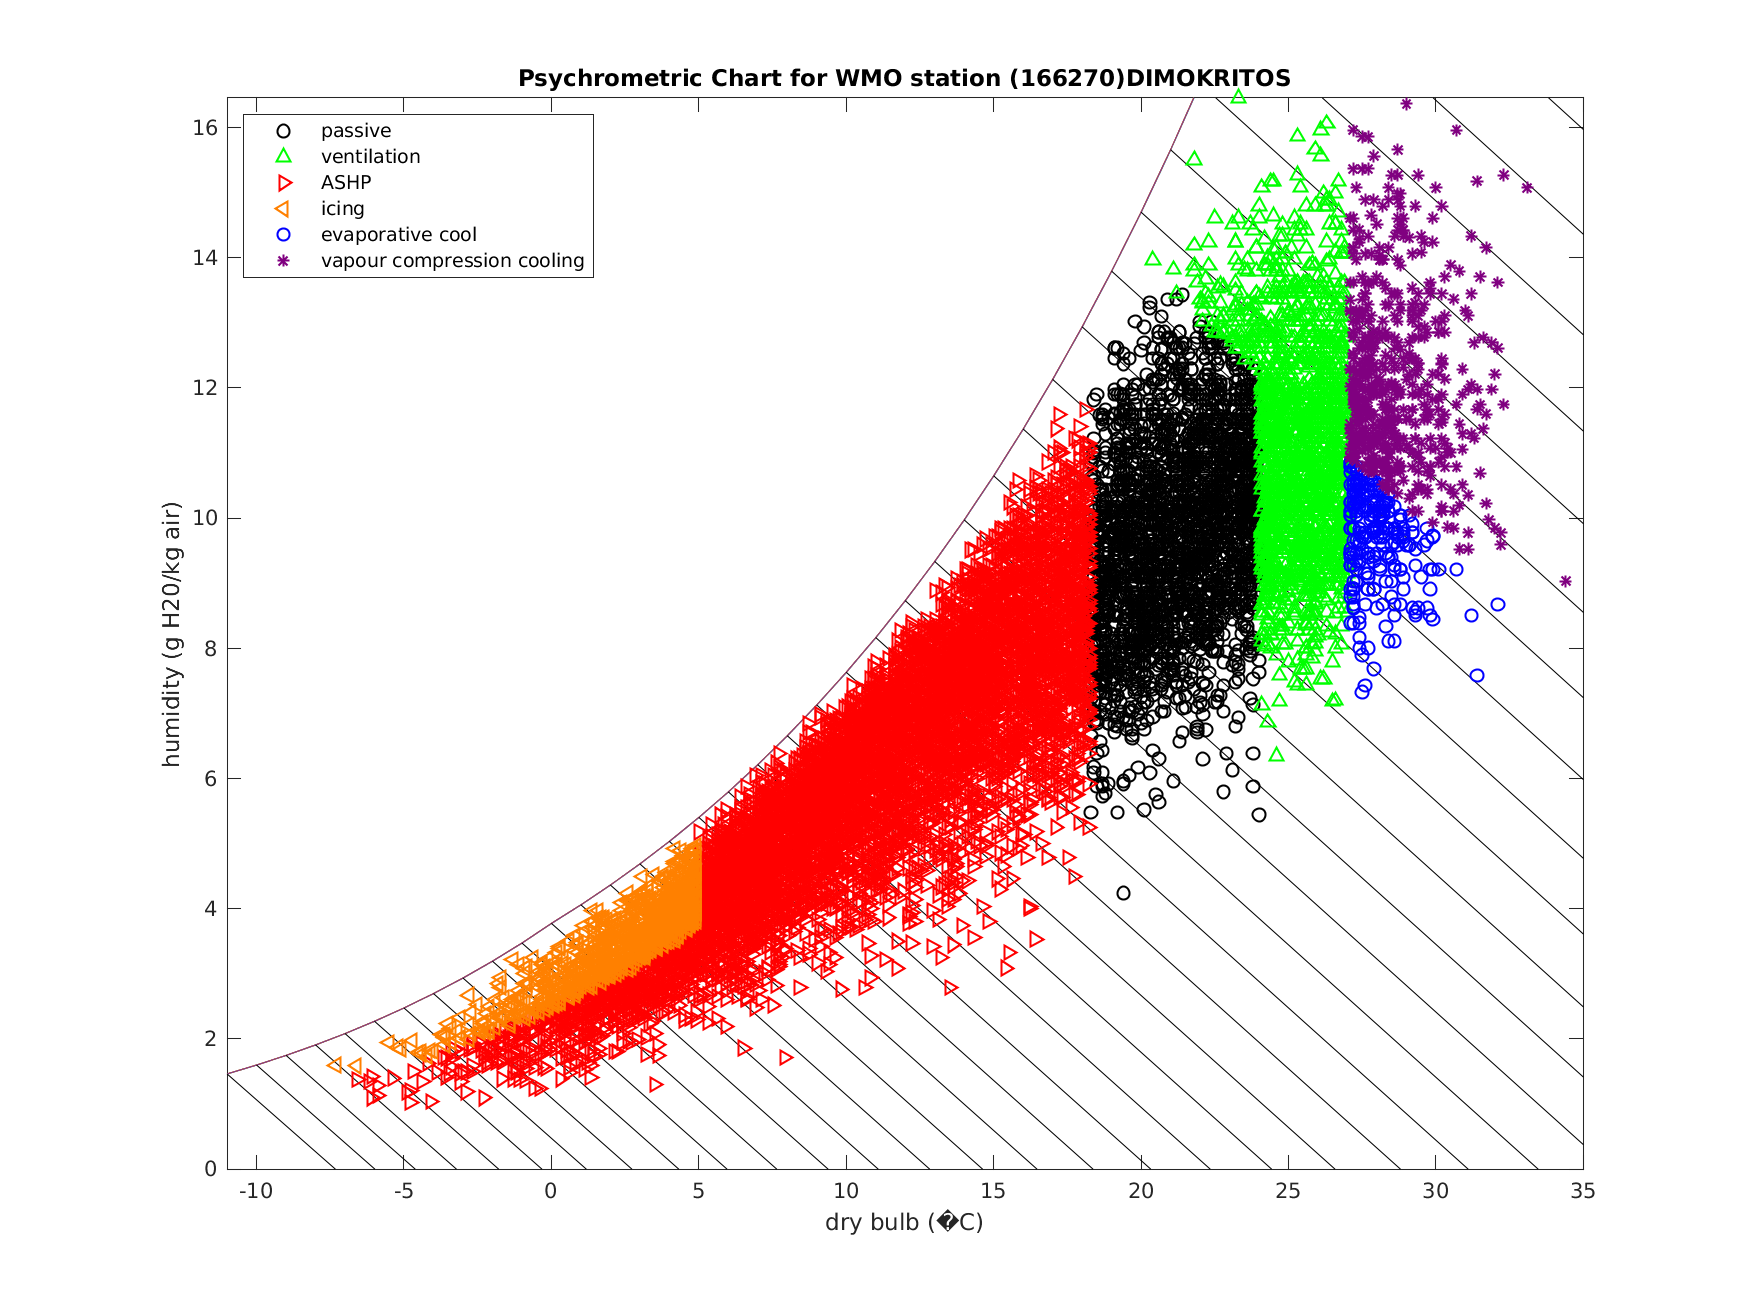 Psychrometric Chart for WMO station (166270)DIMOKRITOS
passive
ventilation
ASHP
icing
evaporative cool
vapour compression cooling
humidity (g H20/kg air)
16
14
12
10
8
6
4
2
0
-10 -5 0 5 10 15 20 25 30 35
dry bulb (�C)